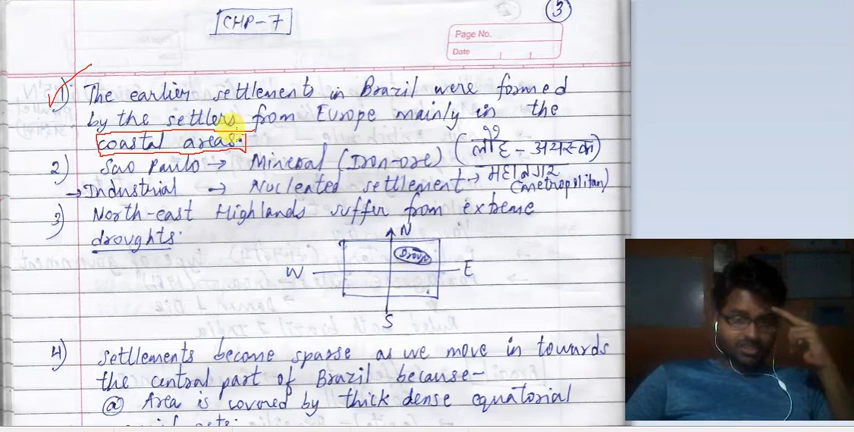 3
CHP-7
Page No.
Date
1) The earlier settlements in Brazil were formed
by the settlers from Europe mainly in the
coastal areas.
2) Sao Paulo → Mineral (Iron-ore) (लौह - अयस्क)
→ Industrial → Nucleated settlement → महानगर
(Metropolitan)
3) North-east Highlands suffer from extreme
droughts.
N
W E
S
4) Settlements become sparse as we move in towards
the central part of Brazil because-
(a) Area is covered by thick dense equatorial